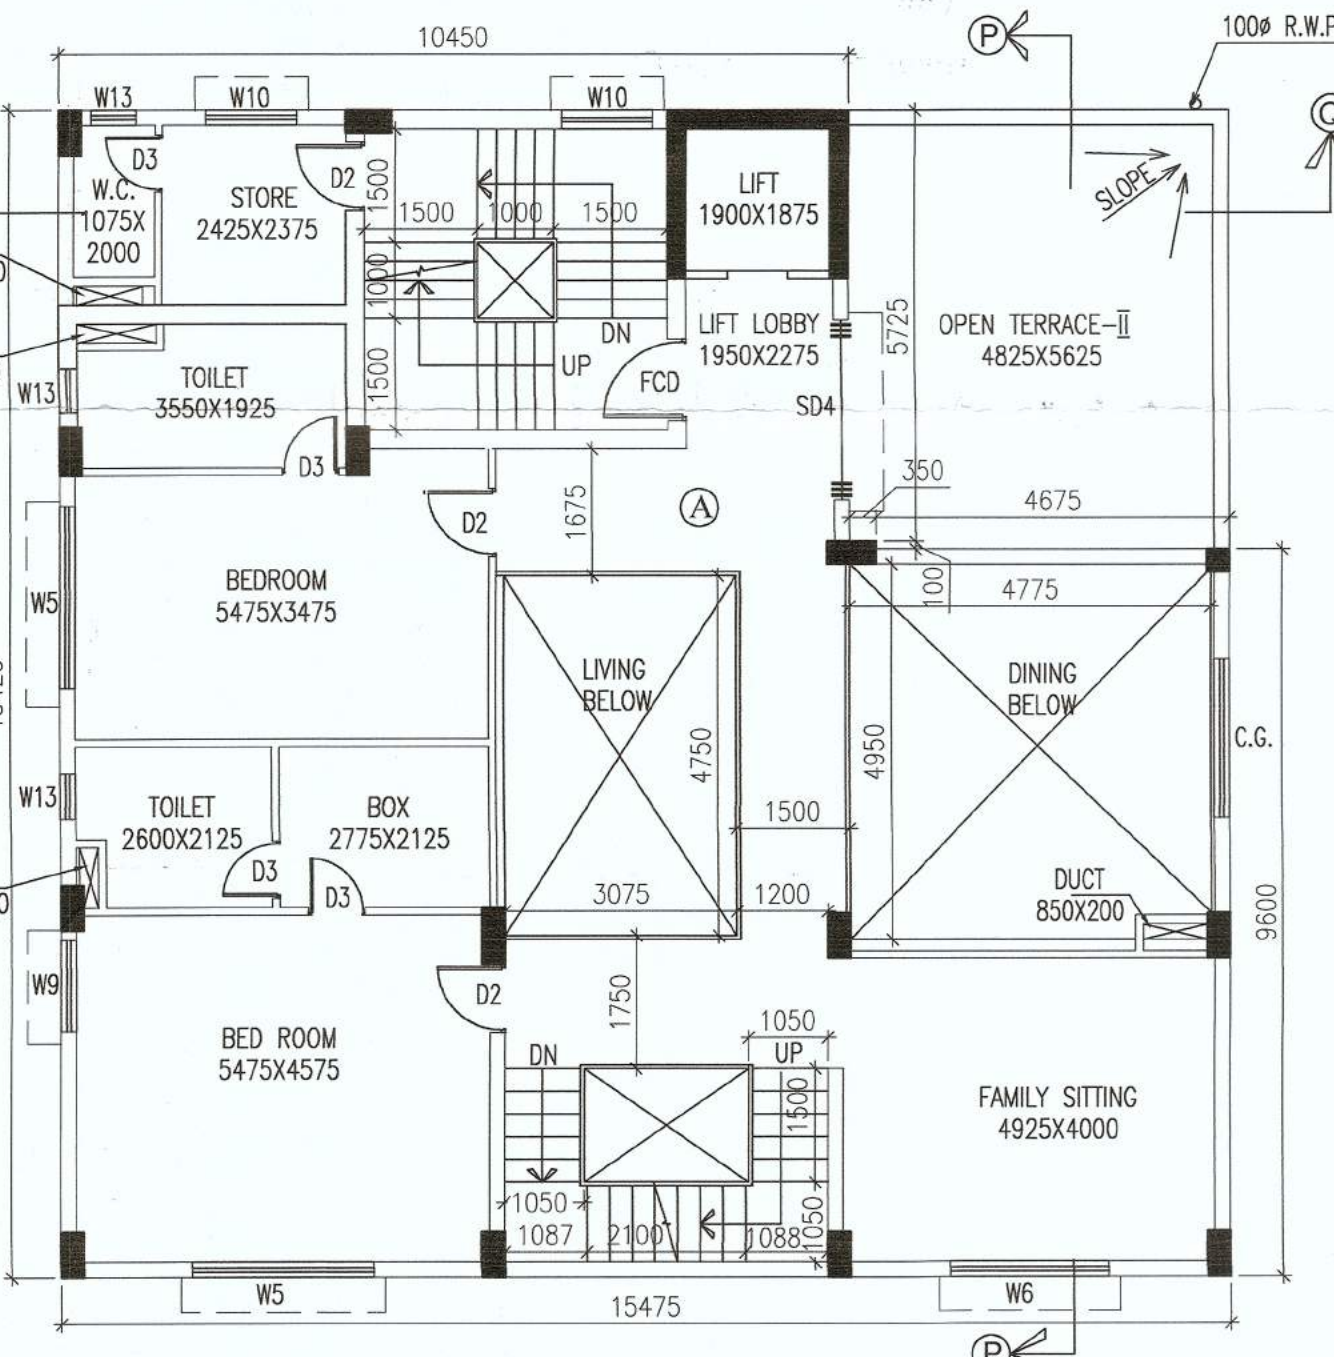 P
100ø R.W.P
10450
W13
W10
W10
D3
D2
W.C.
1075X
2000
STORE
2425X2375
1500
1500
1000
1500
LIFT
1900X1875
SLOPE
1000
DN
UP
1500
FCD
LIFT LOBBY
1950X2275
SD4
5725
OPEN TERRACE-II
4825X5625
W13
TOILET
3550X1925
D3
D2
1675
A
350
4675
100
4775
W5
BEDROOM
5475X3475
LIVING
BELOW
4750
4950
DINING
BELOW
C.G.
W13
TOILET
2600X2125
D3
BOX
2775X2125
D3
1500
3075
1200
DUCT
850X200
9600
W9
BED ROOM
5475X4575
D2
1750
1050
DN
UP
1500
FAMILY SITTING
4925X4000
1050
1087
2100
1088
1050
W5
W6
15475
P